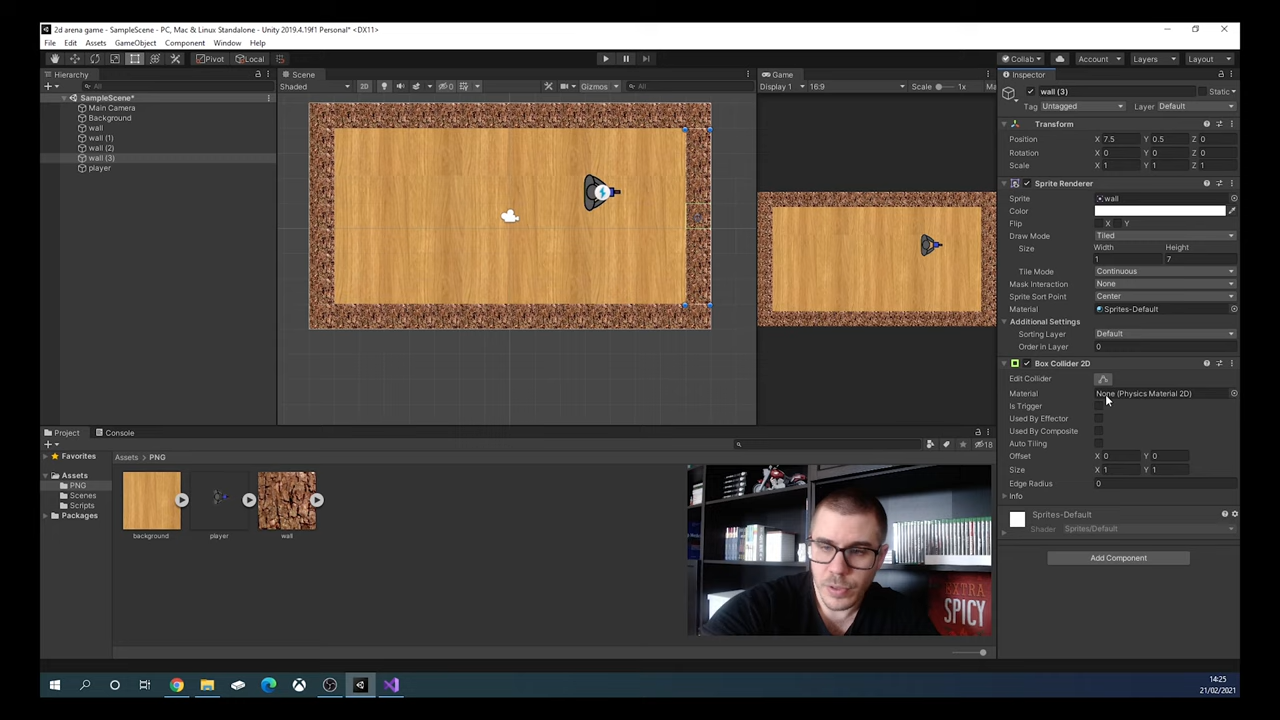 2d arena game - SampleScene - PC, Mac & Linux Standalone - Unity 2019.4.19f1 Personal* <DX11>
File Edit Assets GameObject Component Window Help
Pivot Local Collab Account Layers Layout
Hierarchy
All
SampleScene*
Main Camera
Background
wall
wall (1)
wall (2)
wall (3)
player
Scene
Shaded 2D 0 Gizmos All
Game
Display 1 16:9 Scale 1x
Inspector
wall (3) Static
Tag Untagged Layer Default
Transform
Position X 7.5 Y 0.5 Z 0
Rotation X 0 Y 0 Z 0
Scale X 1 Y 1 Z 1
Sprite Renderer
Sprite wall
Color
Flip X Y
Draw Mode Tiled
Size Width Height
1 7
Tile Mode Continuous
Mask Interaction None
Sprite Sort Point Center
Material Sprites-Default
Additional Settings
Sorting Layer Default
Order in Layer 0
Box Collider 2D
Edit Collider
Material None (Physics Material 2D)
Is Trigger
Used By Effector
Used By Composite
Auto Tiling
Offset X 0 Y 0
Size X 1 Y 1
Edge Radius 0
Info
Sprites-Default
Shader Sprites/Default
Add Component
Project Console
18
Favorites
Assets
PNG
Scenes
Scripts
Packages
Assets > PNG
background
player
wall
EXTRA
SPICY
14:25
21/02/2021